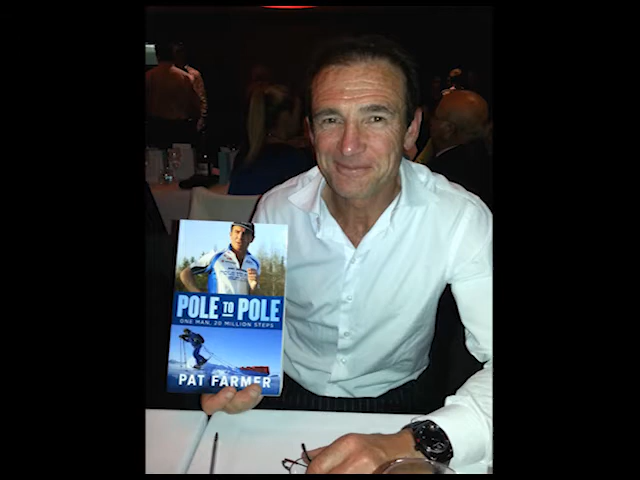 POLE TO POLE
ONE MAN. 20 MILLION STEPS
PAT FARMER